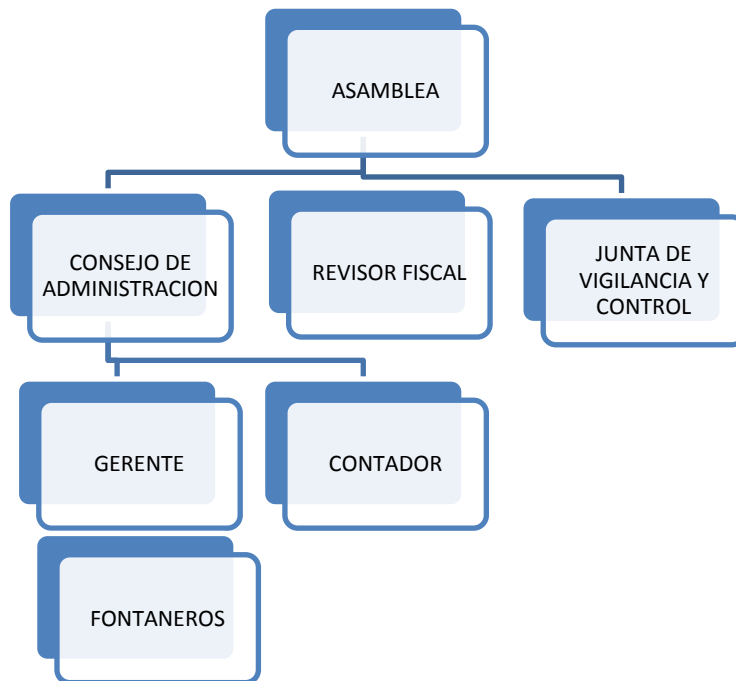 ASAMBLEA
CONSEJO DE
ADMINISTRACION
REVISOR FISCAL
JUNTA DE
VIGILANCIA Y
CONTROL
GERENTE
CONTADOR
FONTANEROS